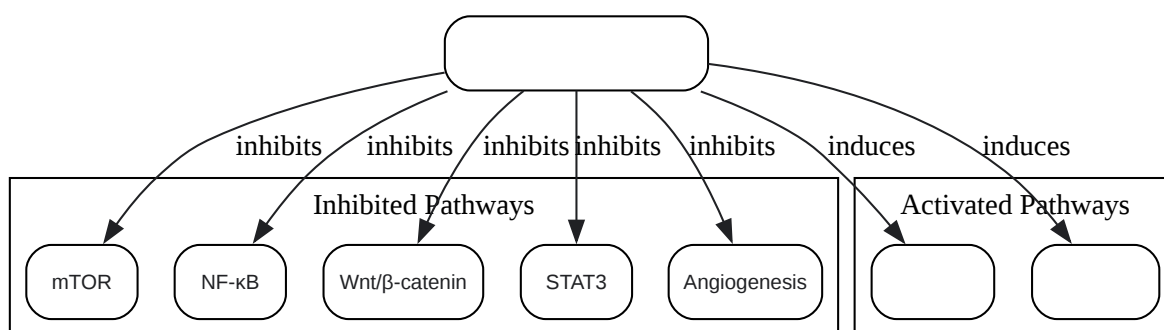 inhibits inhibits inhibits inhibits inhibits induces induces
Inhibited Pathways Activated Pathways
mTOR NF-κB Wnt/β-catenin STAT3 Angiogenesis